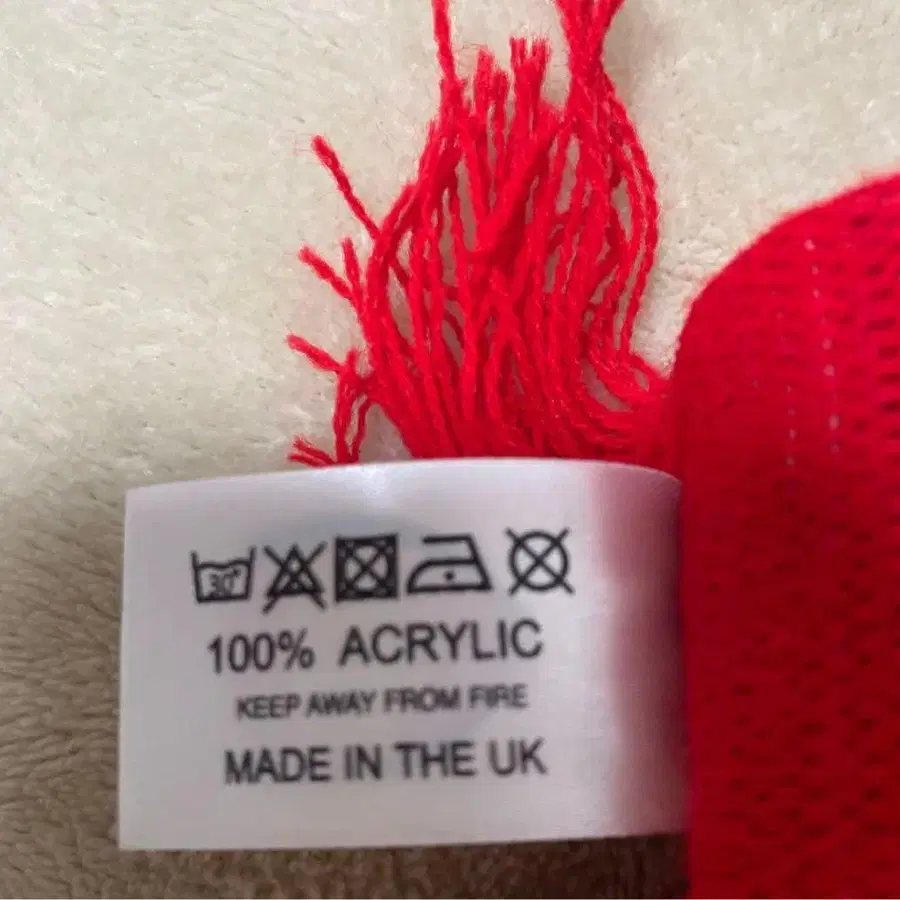 30°
100% ACRYLIC
KEEP AWAY FROM FIRE
MADE IN THE UK